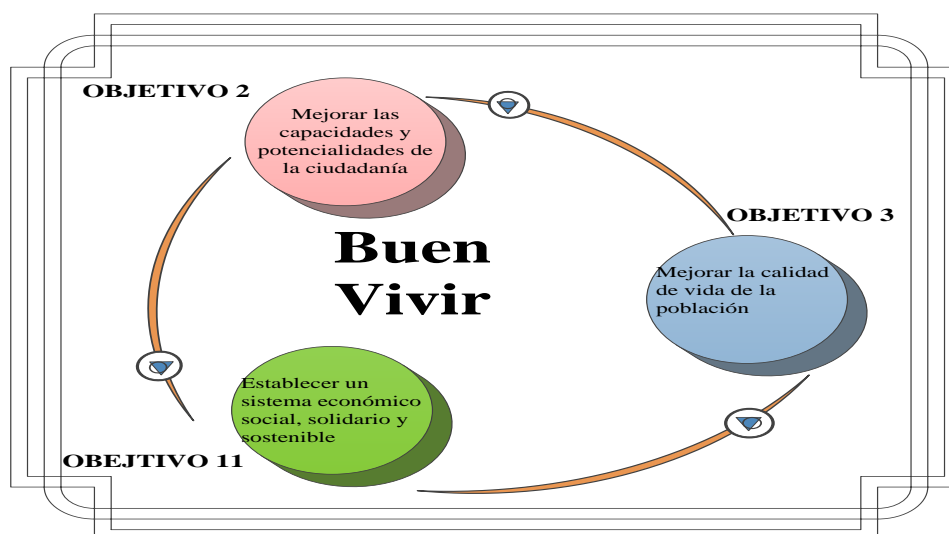 OBJETIVO 2
Mejorar las
capacidades y
potencialidades de
la ciudadanía
Buen
Vivir
OBJETIVO 3
Mejorar la calidad
de vida de la
población
Establecer un
sistema económico
social, solidario y
sostenible
OBEJTIVO 11